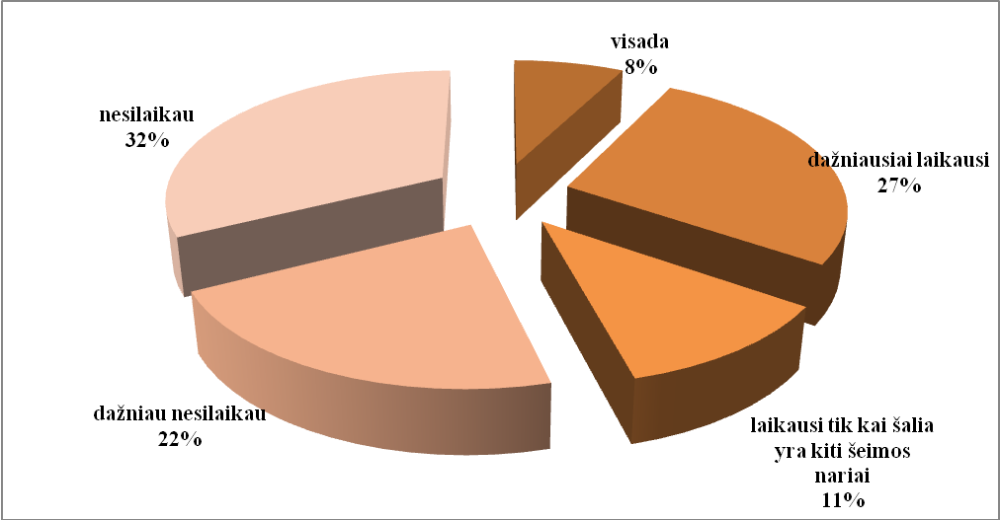 visada
8%
dažniausiai laikausi
27%
laikausi tik kai šalia
yra kiti šeimos
nariai
11%
dažniau nesilaikau
22%
nesilaikau
32%